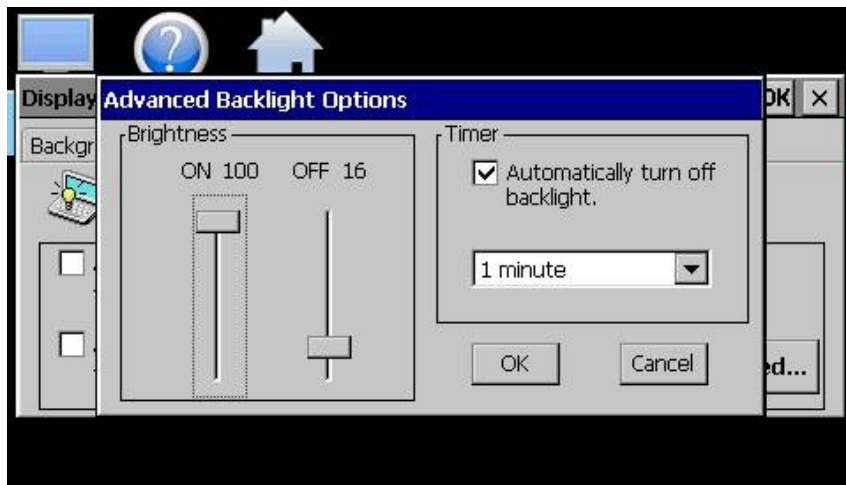 ?
Display
OK ×
Advanced Backlight Options
Backgr
Brightness
ON 100 OFF 16
Timer
Automatically turn off
backlight.
1 minute
OK Cancel
ed...